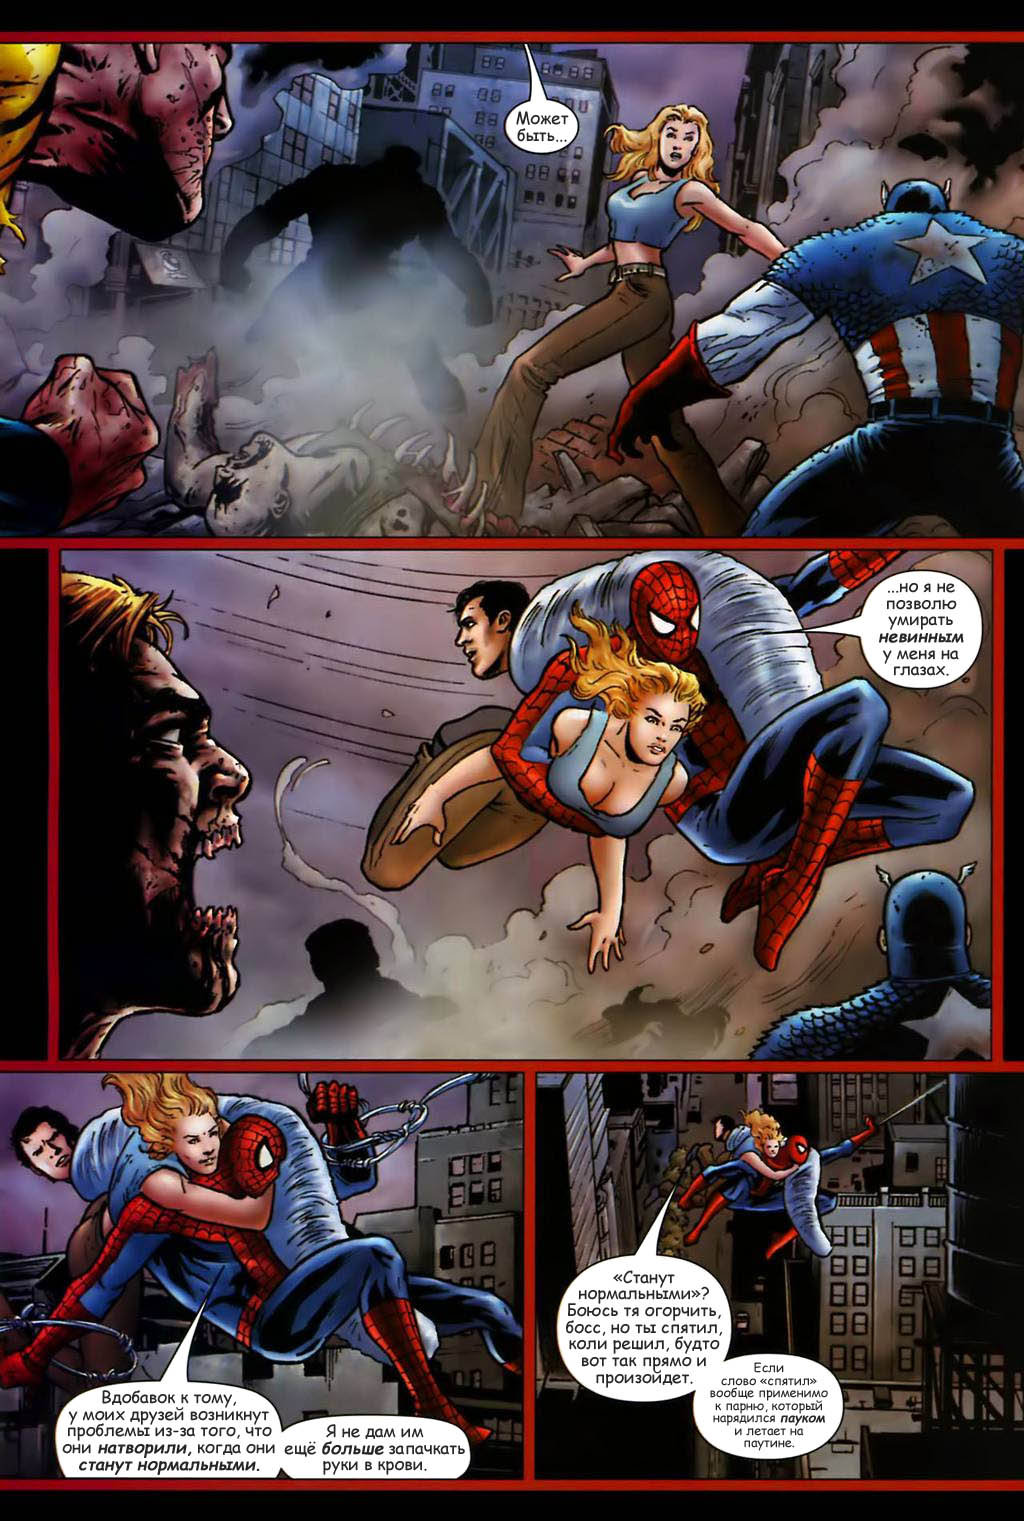 Может
быть...
...но я не
позволю
умирать
невинным
у меня на
глазах.
Вдобавок к тому,
у моих друзей возникнут
проблемы из-за того, что
они натворили, когда они
станут нормальными.
Я не дам им
ещё больше запачкать
руки в крови.
«Станут
нормальными»?
Боюсь тя огорчить,
босс, но ты спятил,
коли решил, будто
вот так прямо и
произойдет.
Если
слово «спятил»
вообще применимо
к парню, который
нарядился пауком
и летает на
паутине.